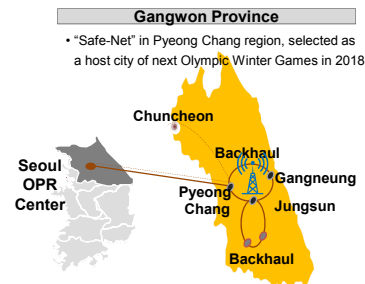 Gangwon Province
• “Safe-Net” in Pyeong Chang region, selected as
a host city of next Olympic Winter Games in 2018
Chuncheon
Backhaul
Seoul
OPR
Center
Pyeong
Chang
Gangneung
Jungsun
Backhaul